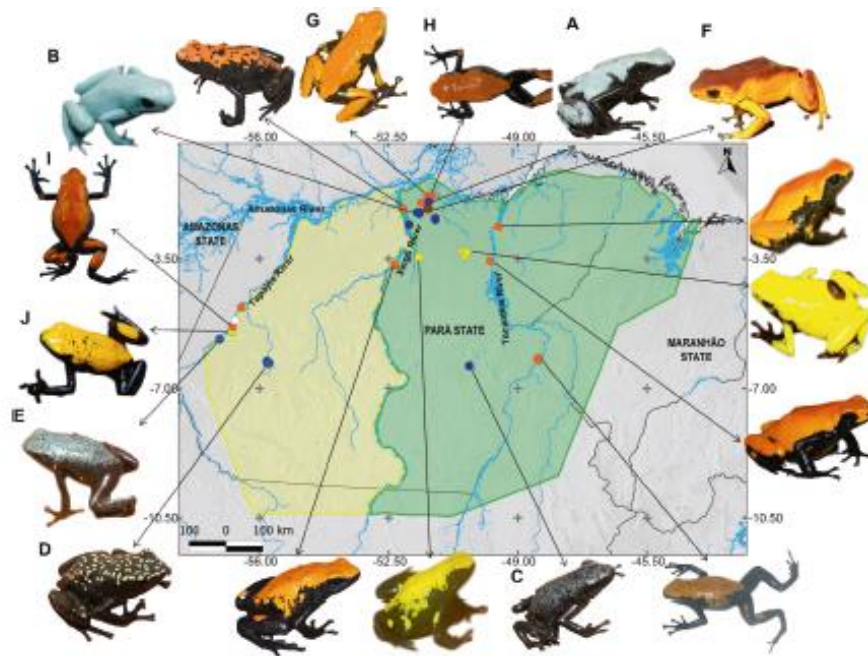 G
H
A
F
B
-56.00
-52.50
-49.00
-45.50
N
I
Amazonas River
AMAZONAS
STATE
Xingu River
-3.50
-3.50
Tapajós River
J
PARÁ STATE
Tocantins River
MARANHÃO
STATE
-7.00
-7.00
E
-10.50
-10.50
100 0 100 km
-56.00
-52.50
-49.00
-45.50
D
C